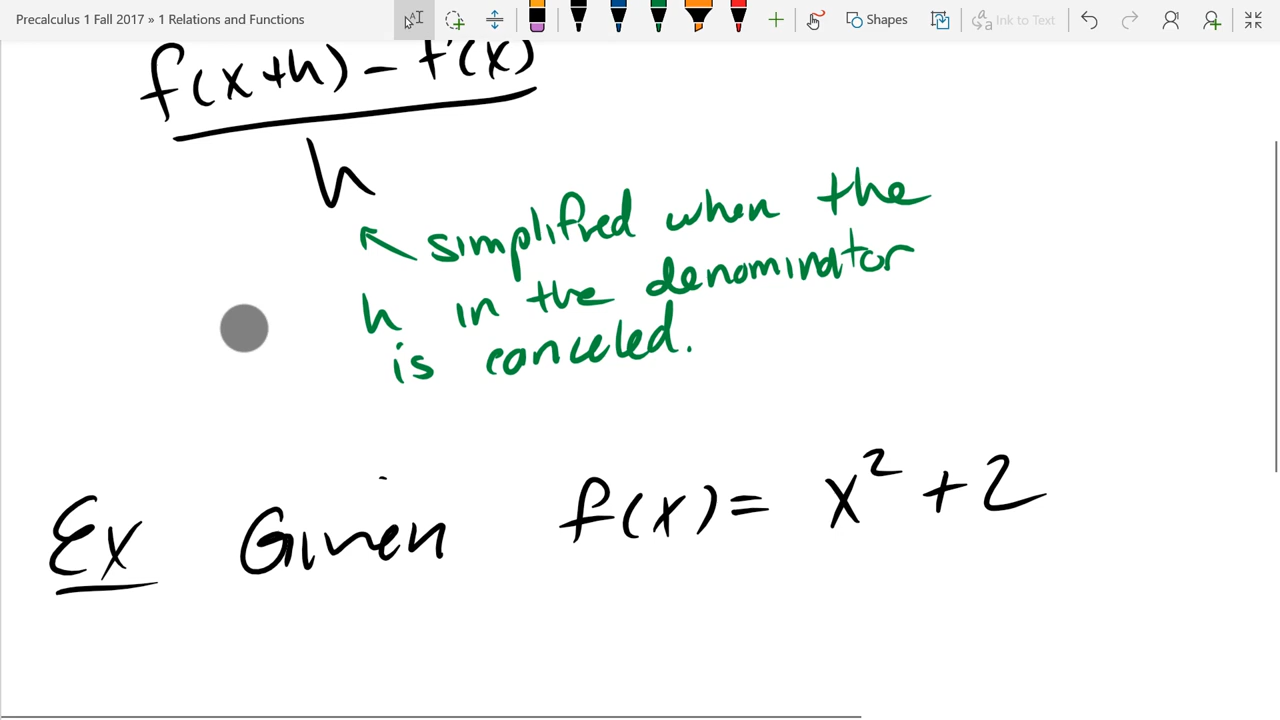 Precalculus 1 Fall 2017 » 1 Relations and Functions
Shapes
Ink to Text
f(x+h) - f(x)
h
simplified when the
h in the denominator
is canceled.
Ex Given f(x) = x² + 2